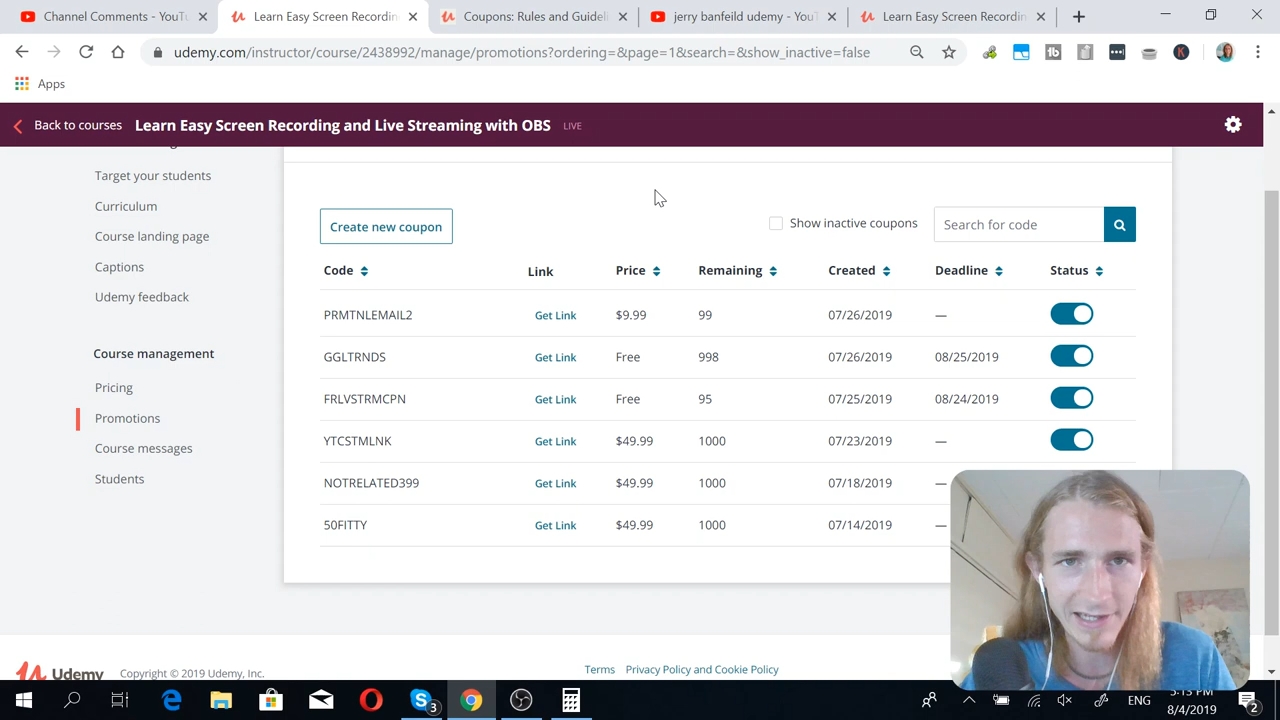 Channel Comments - YouTu
Learn Easy Screen Recording
Coupons: Rules and Guideli
jerry banfeild udemy - YouT
Learn Easy Screen Recordin
udemy.com/instructor/course/2438992/manage/promotions?ordering=&page=1&search=&show_inactive=false
Apps
Back to courses
Learn Easy Screen Recording and Live Streaming with OBS
LIVE
Target your students
Curriculum
Course landing page
Captions
Udemy feedback
Course management
Pricing
Promotions
Course messages
Students
Create new coupon
Show inactive coupons
Search for code
Code Link Price Remaining Created Deadline Status
PRMTNLEMAIL2 Get Link $9.99 99 07/26/2019 —
GGLTRNDS Get Link Free 998 07/26/2019 08/25/2019
FRLVSTRMCPN Get Link Free 95 07/25/2019 08/24/2019
YTCSTMLNK Get Link $49.99 1000 07/23/2019 —
NOTRELATED399 Get Link $49.99 1000 07/18/2019 —
50FITTY Get Link $49.99 1000 07/14/2019 —
Udemy
Copyright © 2019 Udemy, Inc.
Terms
Privacy Policy and Cookie Policy
3
ENG
5:13 PM
8/4/2019
2